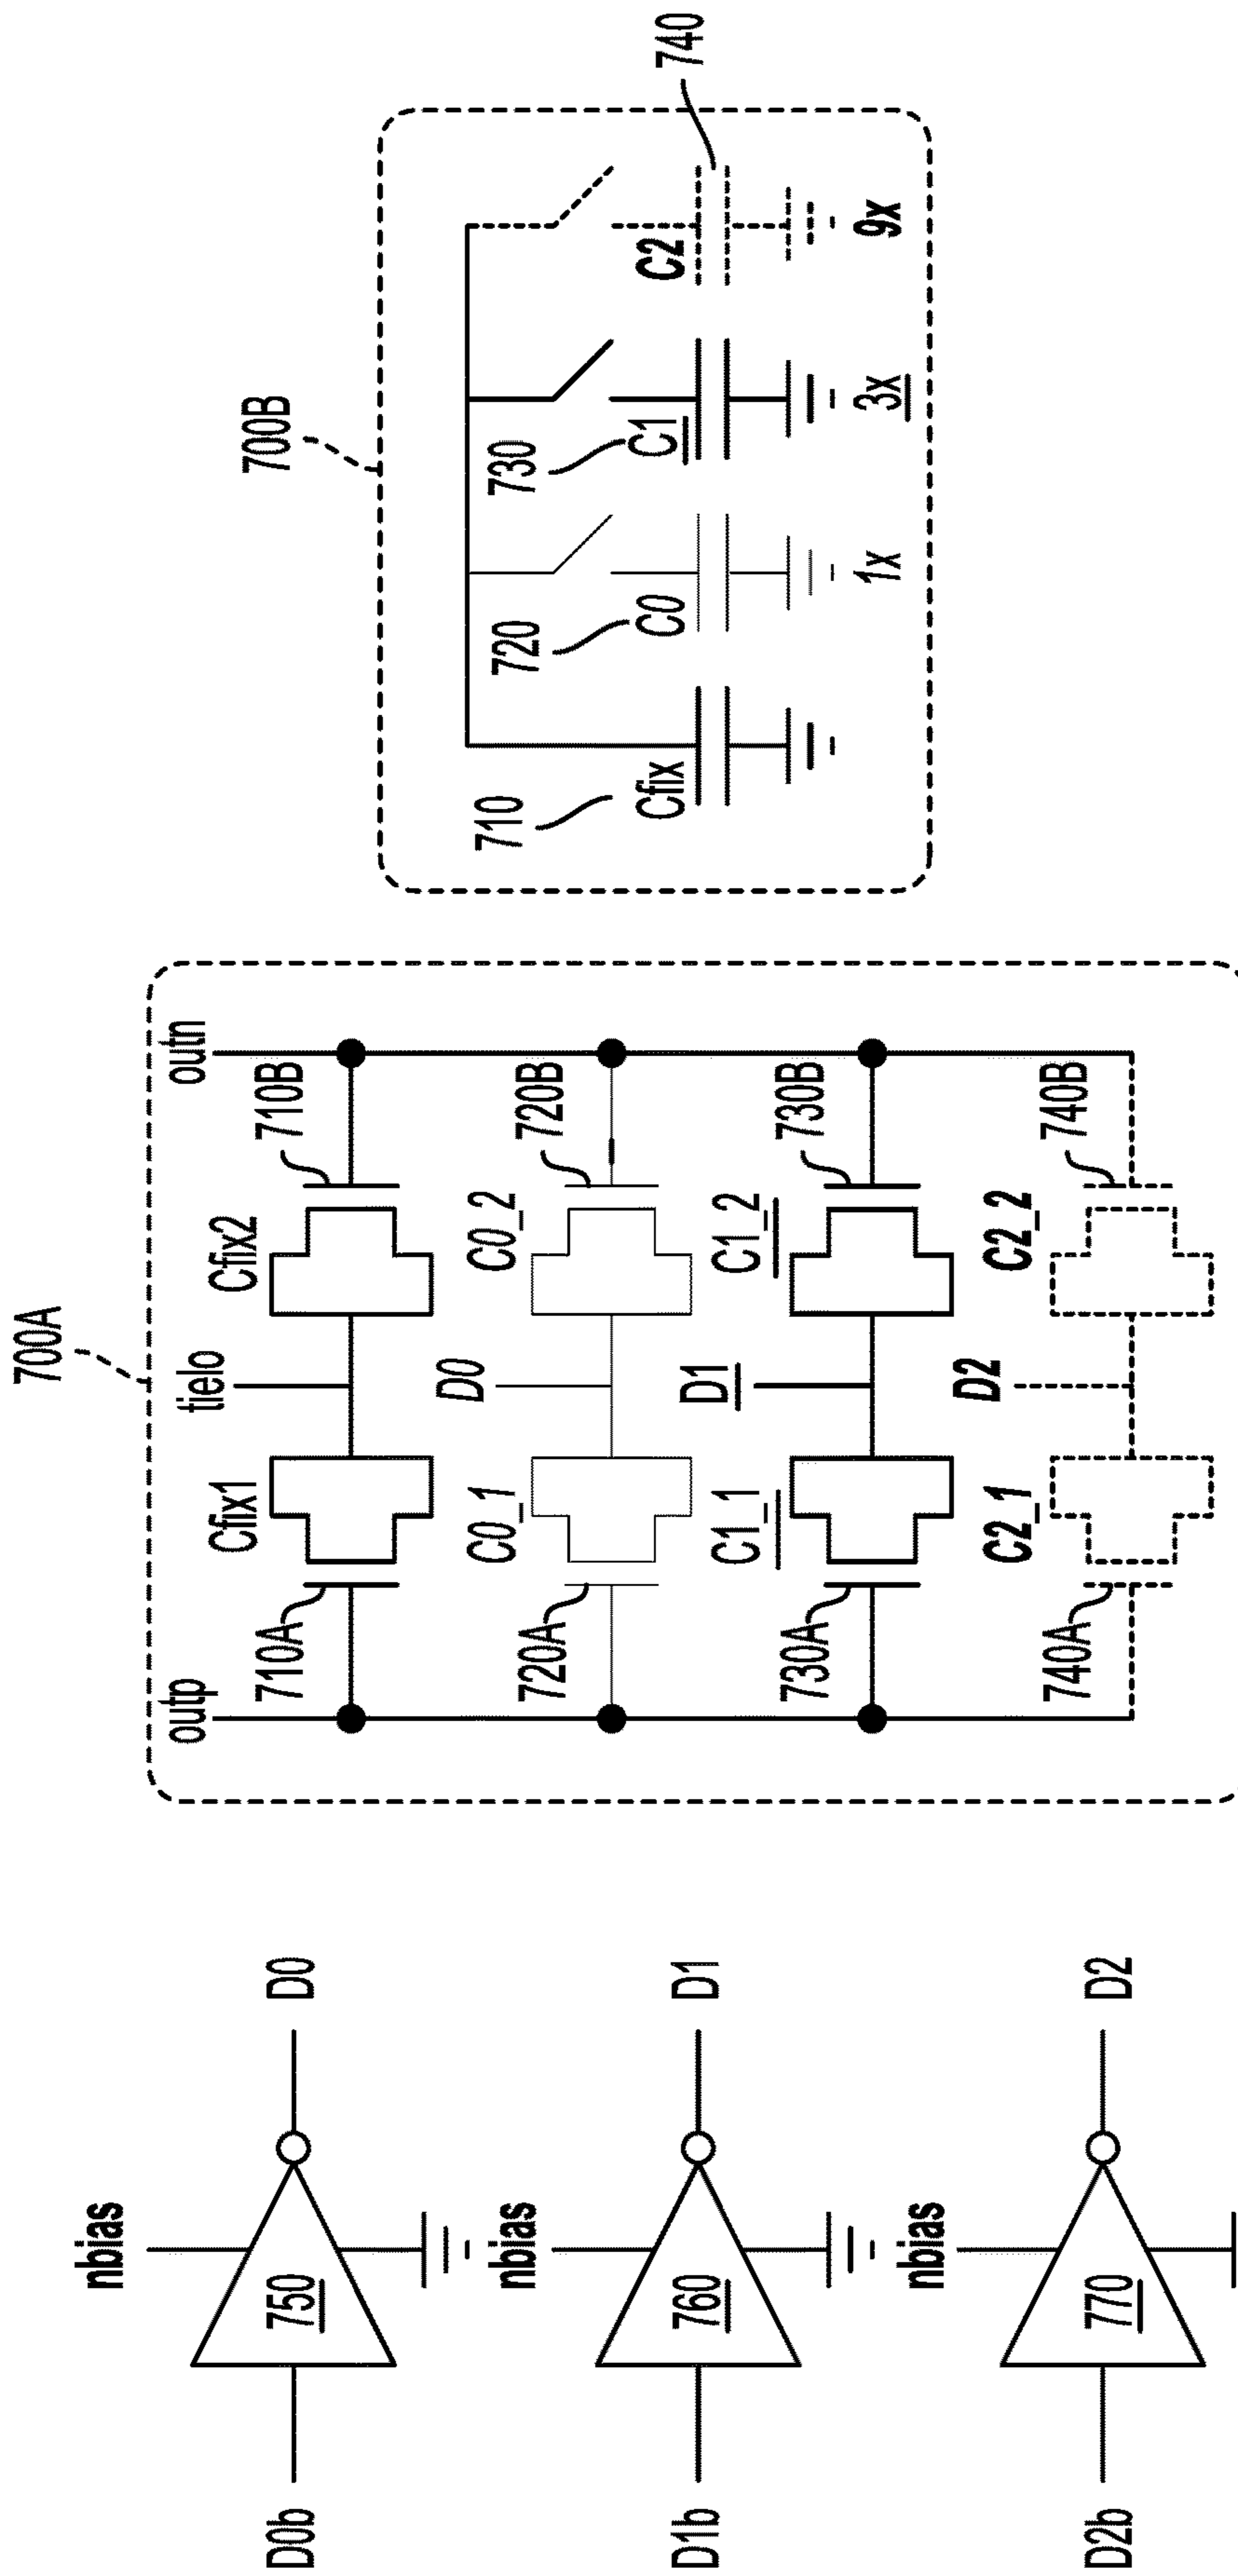 nbias
D0b
750
D0
nbias
D1b
760
D1
nbias
D2b
770
D2
700A
outp
tielo
outn
710A
Cfix1
Cfix2
710B
720A
C0_1
D0
C0_2
720B
730A
C1_1
D1
C1_2
730B
740A
C2_1
D2
C2_2
740B
700B
710
720
730
740
Cfix
C0
C1
C2
1x
3x
9x